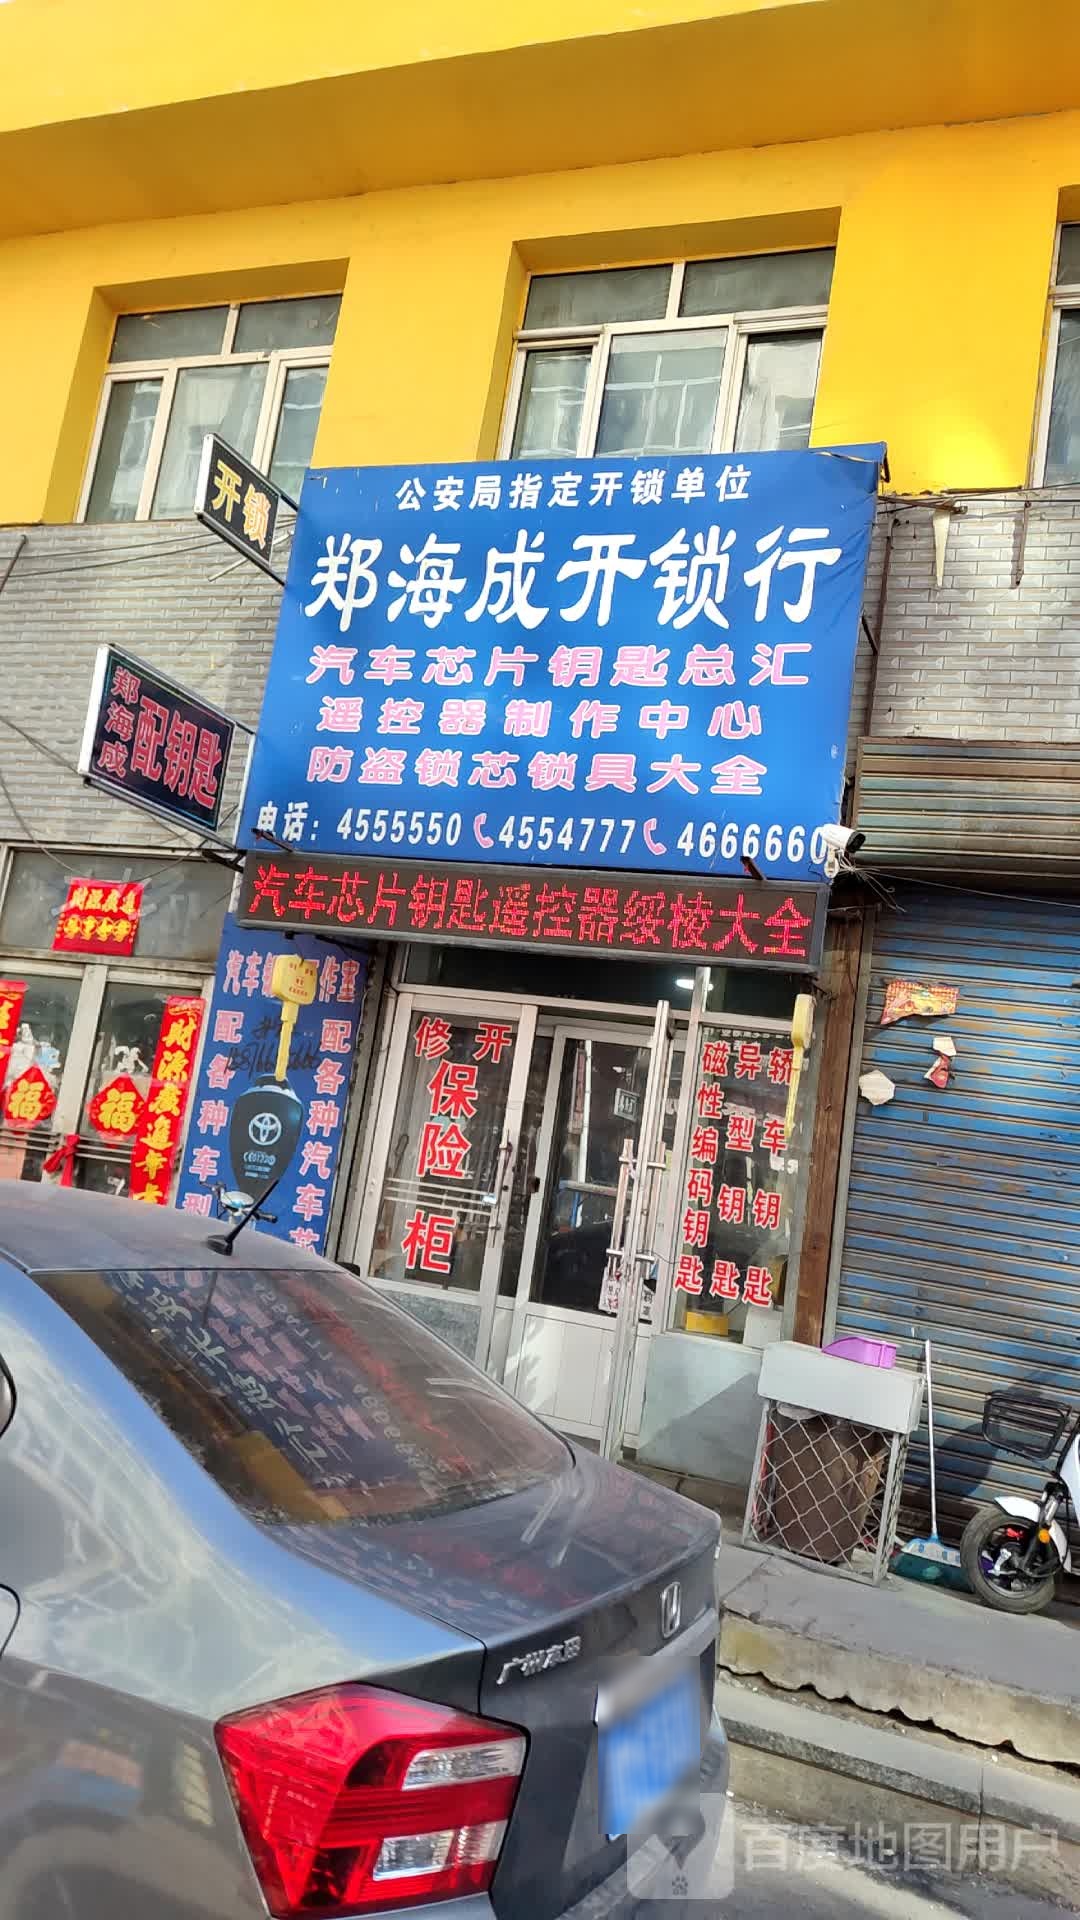 公安局指定开锁单位
郑海成开锁行
汽车芯片钥匙总汇
遥控器制作中心
防盗锁芯锁具大全
电话：4555550 4554777 4666660
开锁
郑海成
配钥匙
汽车芯片钥匙遥控器绥棱大全
配各种车型
配各种汽车芯
修开
保险柜
磁性编码钥匙
异型钥匙
轿车钥匙
福
福
广州本田
百度地图用户